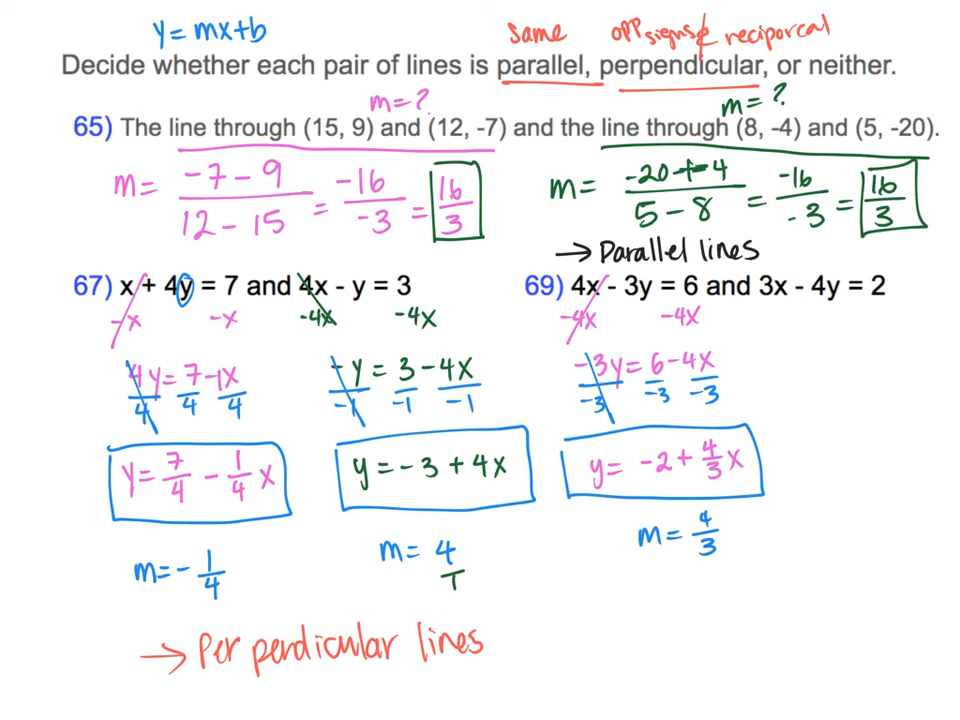 y = mx+b
same opp signs & reciporcal
Decide whether each pair of lines is parallel, perpendicular, or neither.
m=? m=?
65) The line through (15, 9) and (12, -7) and the line through (8, -4) and (5, -20).
m = -7 - 9 / 12 - 15 = -16 / -3 = 16/3
m = -20 + 4 / 5 - 8 = -16 / -3 = 16/3
→ Parallel lines
67) x + 4y = 7 and 4x - y = 3
-x -x -4x -4x
4y = 7 - 1x
4 4 4
y = 7/4 - 1/4 x
m = - 1/4
-y = 3 - 4x
-1 -1 -1
y = -3 + 4x
m = 4/1
→ Perpendicular lines
69) 4x - 3y = 6 and 3x - 4y = 2
-4x -4x
-3y = 6 - 4x
-3 -3 -3
y = -2 + 4/3 x
m = 4/3